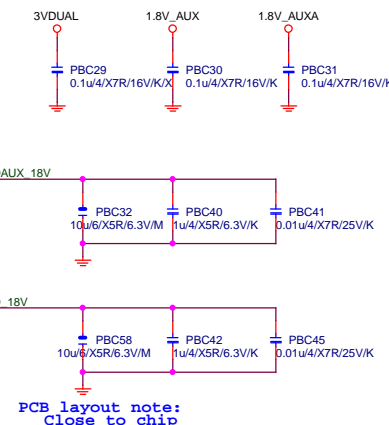 3VDUAL 1.8V_AUX 1.8V_AUXA
PBC29 PBC30 PBC31
0.1u/4/X7R/16V/K/X 0.1u/4/X7R/16V/K 0.1u/4/X7R/16V/K
AUX_18V
PBC32 PBC40 PBC41
10u/6/X5R/6.3V/M 1u/4/X5R/6.3V/K 0.01u/4/X7R/25V/K
_18V
PBC58 PBC42 PBC45
10u/6/X5R/6.3V/M 1u/4/X5R/6.3V/K 0.01u/4/X7R/25V/K
PCB layout note:
Close to chip